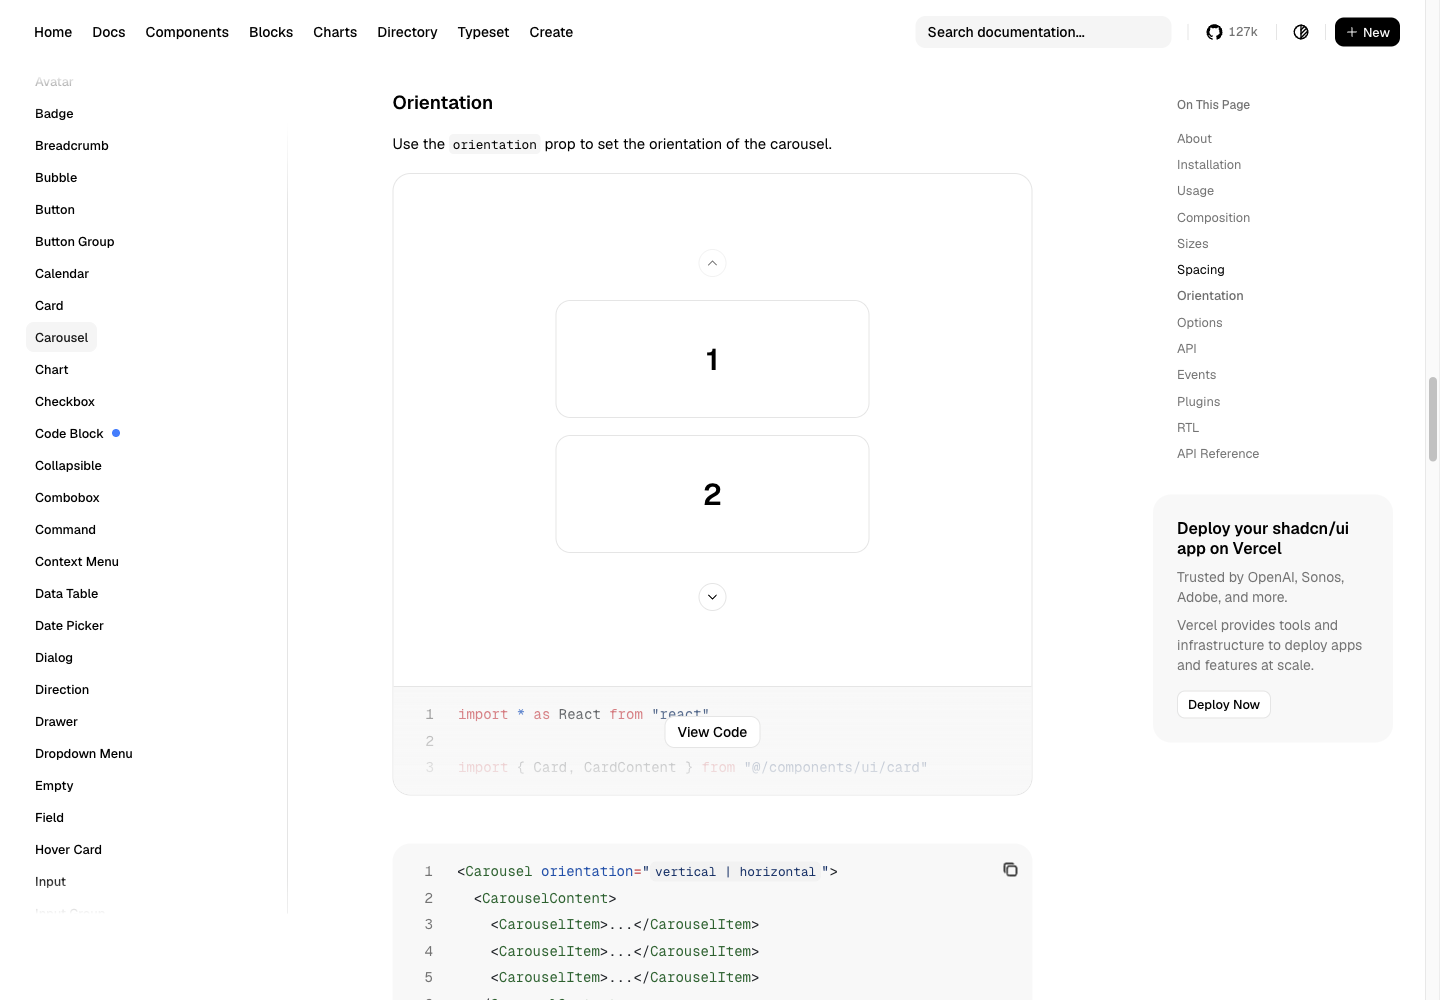 Home Docs Components Blocks Charts Directory Typeset Create
Search documentation...
127k
New
Avatar
Badge
Breadcrumb
Bubble
Button
Button Group
Calendar
Card
Carousel
Chart
Checkbox
Code Block
Collapsible
Combobox
Command
Context Menu
Data Table
Date Picker
Dialog
Direction
Drawer
Dropdown Menu
Empty
Field
Hover Card
Input
Orientation
Use the orientation prop to set the orientation of the carousel.
1
2
1 import * as React from "react"
View Code
2
3 import { Card, CardContent } from "@/components/ui/card"
1 <Carousel orientation="vertical | horizontal">
2 <CarouselContent>
3 <CarouselItem>...</CarouselItem>
4 <CarouselItem>...</CarouselItem>
5 <CarouselItem>...</CarouselItem>
On This Page
About
Installation
Usage
Composition
Sizes
Spacing
Orientation
Options
API
Events
Plugins
RTL
API Reference
Deploy your shadcn/ui
app on Vercel
Trusted by OpenAI, Sonos,
Adobe, and more.
Vercel provides tools and
infrastructure to deploy apps
and features at scale.
Deploy Now